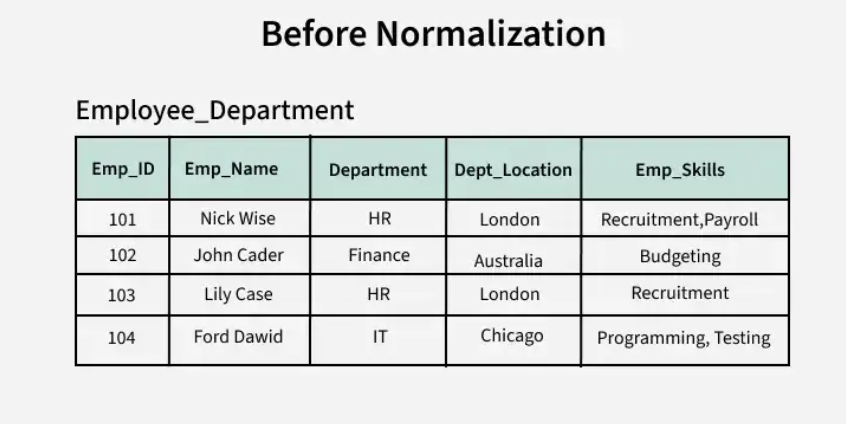 Before Normalization
Employee_Department
Emp_ID Emp_Name Department Dept_Location Emp_Skills
101 Nick Wise HR London Recruitment,Payroll
102 John Cader Finance Australia Budgeting
103 Lily Case HR London Recruitment
104 Ford Dawid IT Chicago Programming, Testing